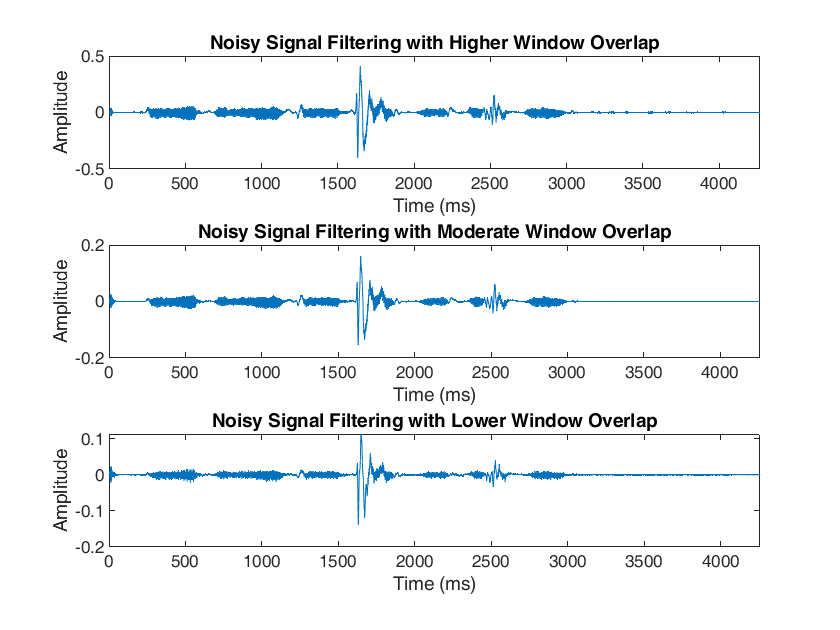 Noisy Signal Filtering with Higher Window Overlap
0.5
0
-0.5
Amplitude
0 500 1000 1500 2000 2500 3000 3500 4000
Time (ms)
Noisy Signal Filtering with Moderate Window Overlap
0.2
0
-0.2
Amplitude
0 500 1000 1500 2000 2500 3000 3500 4000
Time (ms)
Noisy Signal Filtering with Lower Window Overlap
0.1
0
-0.1
-0.2
Amplitude
0 500 1000 1500 2000 2500 3000 3500 4000
Time (ms)